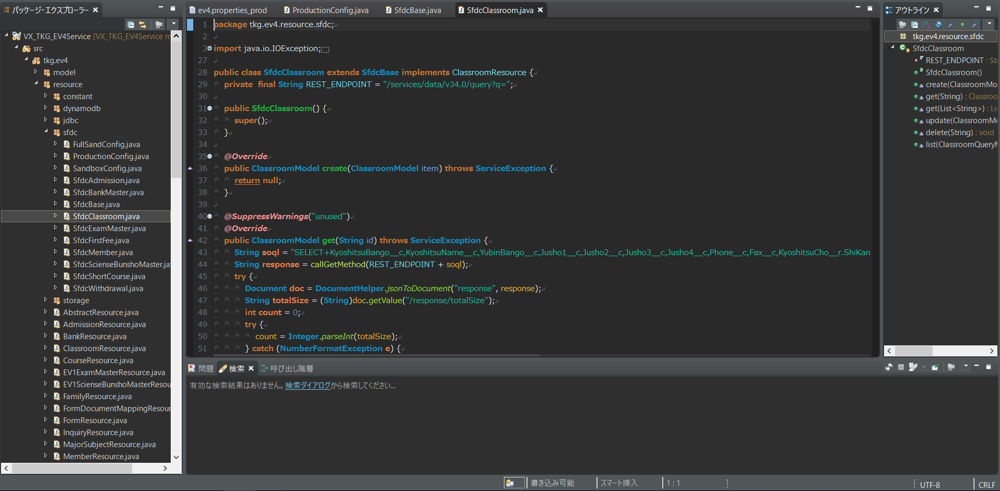 パッケージ・エクスプローラー
VX_TKG_EV4Service [VX_TKG_EV4Service m
src
tkg.ev4
model
resource
constant
dynamodb
jdbc
sfdc
FullSandConfig.java
ProductionConfig.java
SandboxConfig.java
SfdcAdmission.java
SfdcBankMaster.java
SfdcBase.java
SfdcClassroom.java
SfdcExamMaster.java
SfdcFirstFee.java
SfdcMember.java
SfdcScienseBunshoMaster.ja
SfdcShortCourse.java
SfdcWithdrawal.java
storage
AbstractResource.java
AdmissionResource.java
BankResource.java
ClassroomResource.java
CourseResource.java
EV1ExamMasterResource.java
EV1ScienseBunshoMasterResou
FamilyResource.java
FormDocumentMappingResour
FormResource.java
InquiryResource.java
MajorSubjectResource.java
MemberResource.java
ev4.properties_prod
ProductionConfig.java
SfdcBase.java
SfdcClassroom.java
1 package tkg.ev4.resource.sfdc;
2
3 import java.io.IOException;
27
28 public class SfdcClassroom extends SfdcBase implements ClassroomResource {
29 private  final String REST_ENDPOINT = "/services/data/v34.0/query?q=";
30
31 public SfdcClassroom() {
32 super();
33 }
34
35 @Override
36 public ClassroomModel create(ClassroomModel item) throws ServiceException {
37 return null;
38 }
39
40 @SuppressWarnings("unused")
41 @Override
42 public ClassroomModel get(String id) throws ServiceException {
43 String soql = "SELECT+KyoshitsuBango__c,KyoshitsuName__c,YubinBango__c,Jusho1__c,Jusho2__c,Jusho3__c,Jusho4__c,Phone__c,Fax__c,KyoshitsuCho__r.ShiKan
44 String response = callGetMethod(REST_ENDPOINT + soql);
45 try {
46 Document doc = DocumentHelper.jsonToDocument("response", response);
47 String totalSize = (String)doc.getValue("/response/totalSize");
48 int count = 0;
49 try {
50 count = Integer.parseInt(totalSize);
51 } catch (NumberFormatException e) {
アウトライン
tkg.ev4.resource.sfdc
SfdcClassroom
REST_ENDPOINT : Stri
SfdcClassroom()
create(ClassroomMo
get(String) : Classroo
get(List<String>) : Lis
update(ClassroomMo
delete(String) : void
list(ClassroomQueryM
問題
検索
呼び出し階層
有効な検索結果はありません。検索ダイアログから検索してください...
書き込み可能
スマート挿入
1 : 1
UTF-8
CRLF